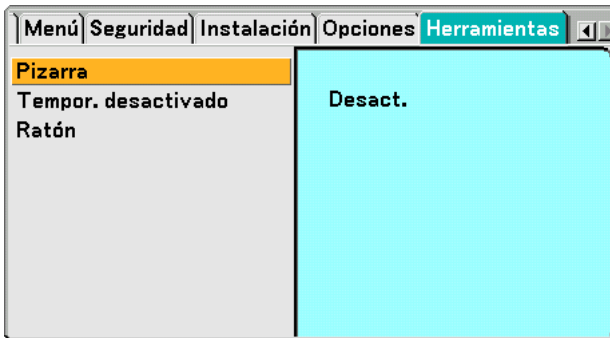 Menú Seguridad Instalación Opciones Herramientas
Pizarra
Tempor. desactivado Desact.
Ratón